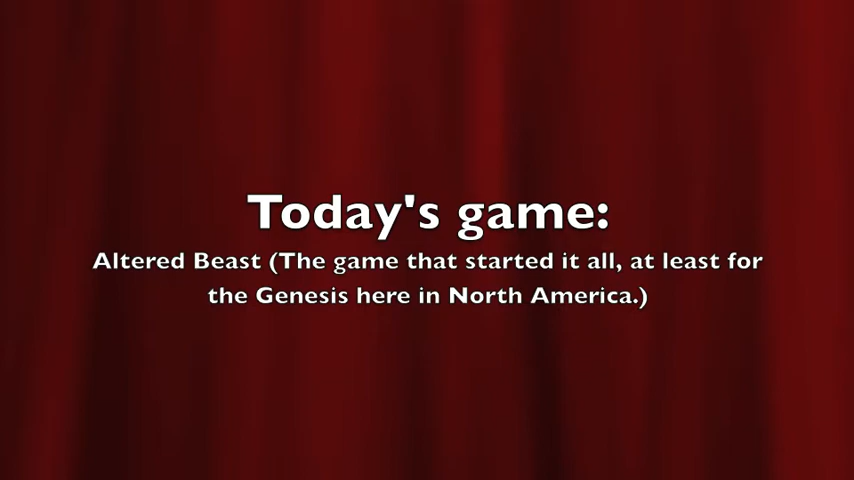 Today's game:
Altered Beast (The game that started it all, at least for
the Genesis here in North America.)